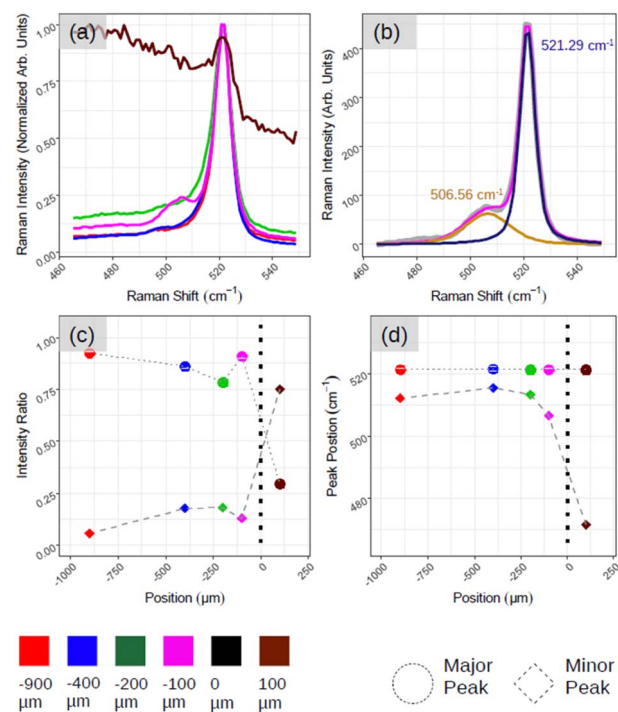 (a)
Raman Intensity (Normalized Arb. Units)
1.00
0.75
0.50
0.25
0.00
460
480
500
520
540
Raman Shift (cm⁻¹)
(b)
Raman Intensity (Arb. Units)
400
300
200
100
0
521.29 cm⁻¹
506.56 cm⁻¹
460
480
500
520
540
Raman Shift (cm⁻¹)
(c)
Intensity Ratio
1.00
0.75
0.50
0.25
0.00
-1000
-750
-500
-250
0
250
Position (µm)
(d)
Peak Postion (cm⁻¹)
520
500
480
-1000
-750
-500
-250
0
250
Position (µm)
-900 -400 -200 -100 0 100
µm µm µm µm µm µm
Major Minor
Peak Peak